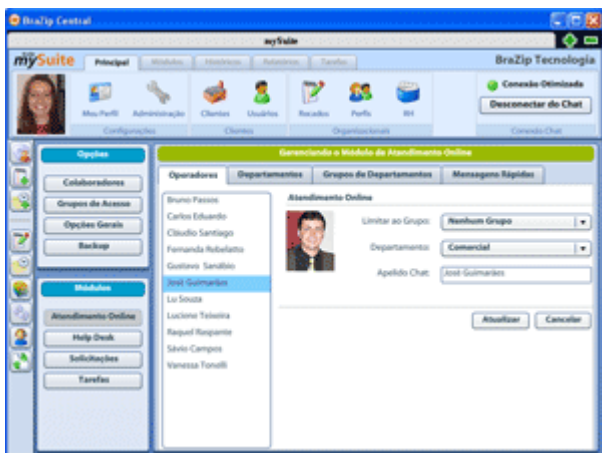 BraZip Central
mySuite
mySuite Principal Módulos Históricos Relatórios Tarefas BraZip Tecnologia
Meu Perfil Administração Clientes Usuários Recados Perfis RH
Configurações Clientes Organizacionais
Conexão Otimizada
Desconectar do Chat
Conexão Chat
Opções
Colaboradores
Grupos de Acesso
Opções Gerais
Backup
Módulos
Atendimento Online
Help Desk
Solicitações
Tarefas
Gerenciando o Módulo de Atendimento Online
Operadores Departamentos Grupos de Departamentos Mensagens Rápidas
Bruno Passos
Carlos Eduardo
Cláudio Santiago
Fernanda Rebelatto
Gustavo Sanábio
José Guimarães
Lu Souza
Luciene Teixeira
Raquel Raspante
Sávio Campos
Vanessa Tonelli
Atendimento Online
Limitar ao Grupo: Nenhum Grupo
Departamento: Comercial
Apelido Chat: José Guimarães
Atualizar Cancelar